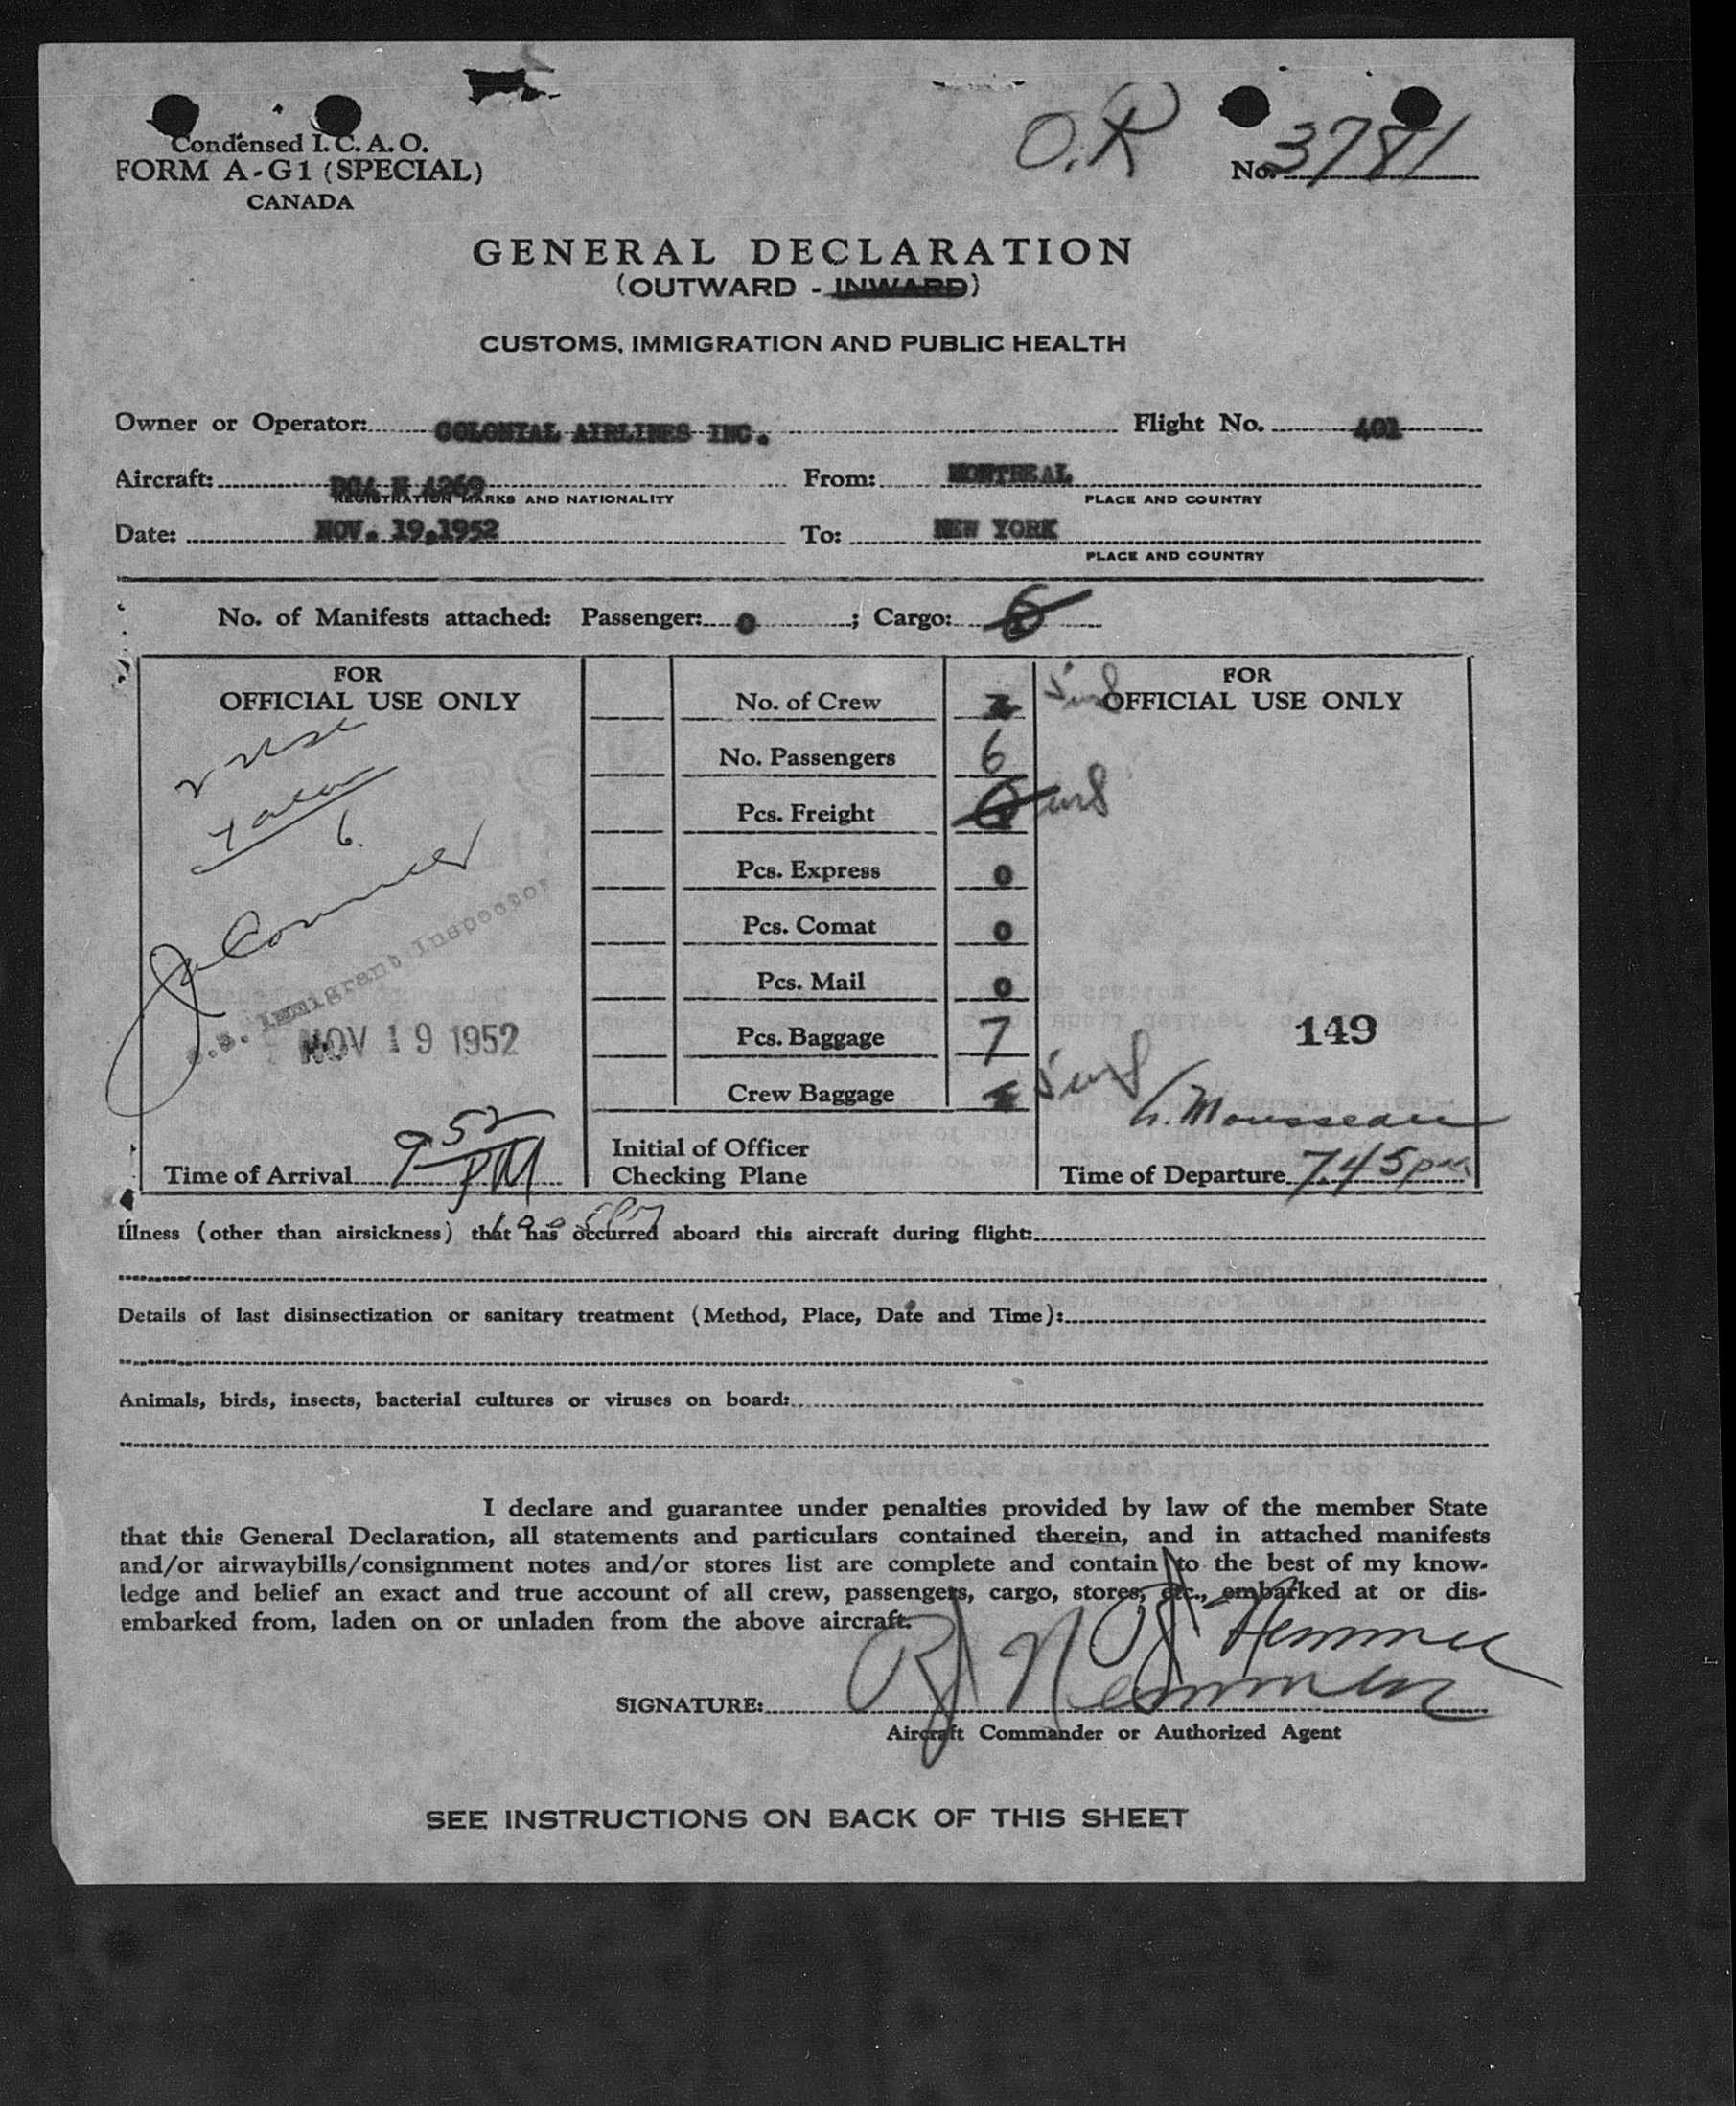 O.R
Condensed I.C.A.O.
FORM A-G1 (SPECIAL)
CANADA
No. 3781
GENERAL DECLARATION
(OUTWARD - INWARD)
CUSTOMS, IMMIGRATION AND PUBLIC HEALTH
Owner or Operator: COLONIAL AIRLINES INC. Flight No. 401
Aircraft: DC4 N 4269 From: MONTREAL
REGISTRATION MARKS AND NATIONALITY PLACE AND COUNTRY
Date: NOV. 19,1952 To: NEW YORK
PLACE AND COUNTRY
No. of Manifests attached: Passenger: 0 ; Cargo:
FOR
OFFICIAL USE ONLY
6.
U.S. Immigrant Inspector
NOV 19 1952
Time of Arrival 9 52 PM
No. of Crew
No. Passengers 6
Pcs. Freight
Pcs. Express 0
Pcs. Comat 0
Pcs. Mail 0
Pcs. Baggage 7
Crew Baggage
Initial of Officer
Checking Plane
FOR
OFFICIAL USE ONLY
149
Mousseau
Time of Departure 7.45 pm
Illness (other than airsickness) that has occurred aboard this aircraft during flight:
Details of last disinsectization or sanitary treatment (Method, Place, Date and Time):
Animals, birds, insects, bacterial cultures or viruses on board:
I declare and guarantee under penalties provided by law of the member State
that this General Declaration, all statements and particulars contained therein, and in attached manifests
and/or airwaybills/consignment notes and/or stores list are complete and contain to the best of my know-
ledge and belief an exact and true account of all crew, passengers, cargo, stores, etc., embarked at or dis-
embarked from, laden on or unladen from the above aircraft.
SIGNATURE:
Aircraft Commander or Authorized Agent
SEE INSTRUCTIONS ON BACK OF THIS SHEET